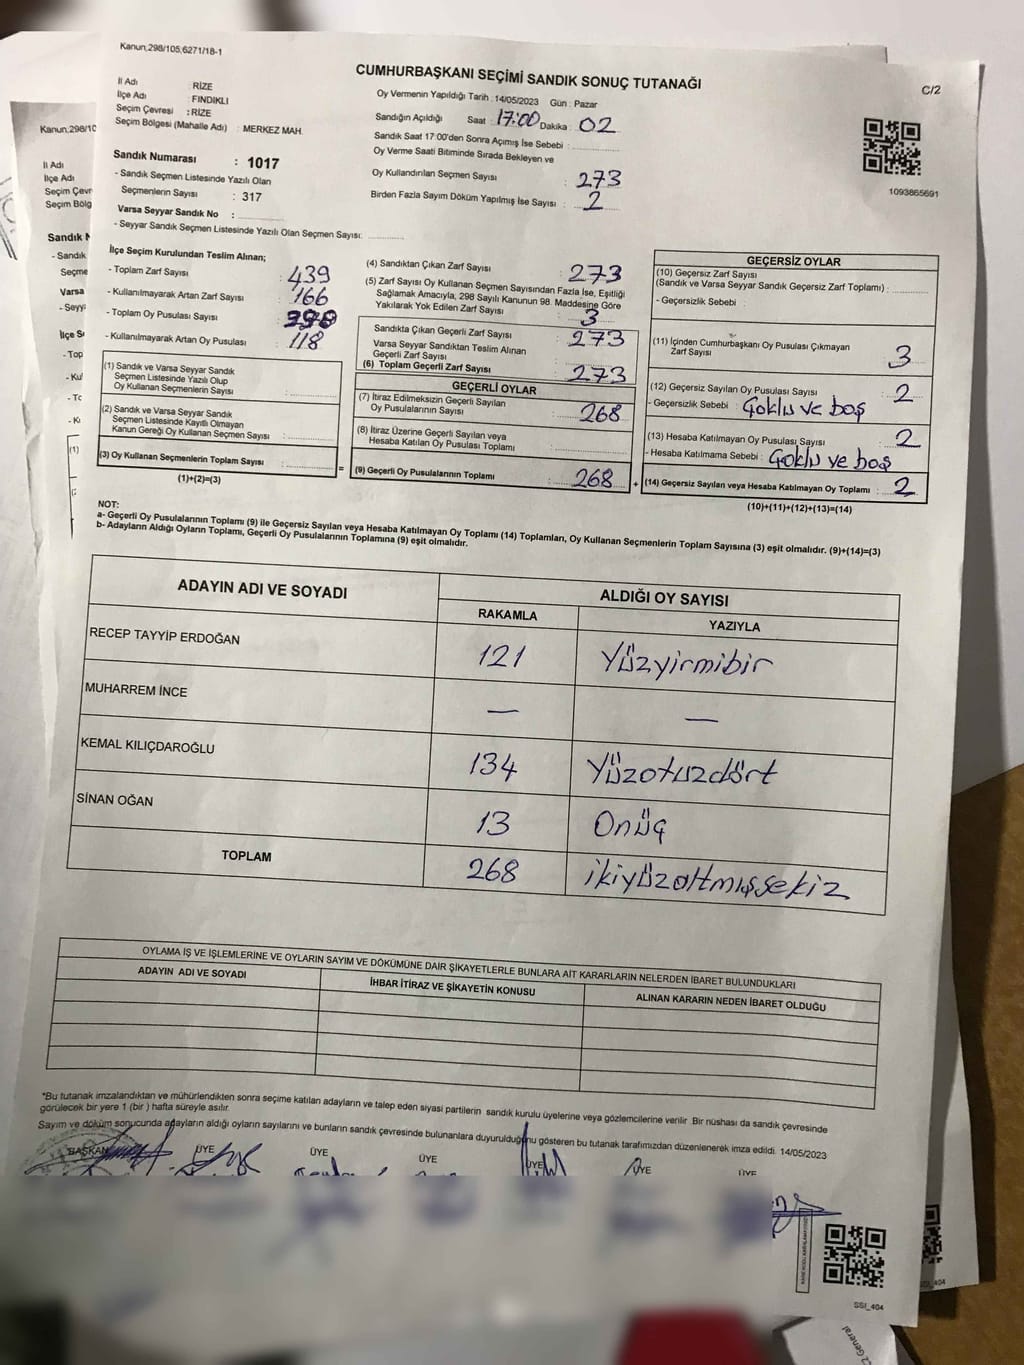 Kanun;298/105,6271/18-1
CUMHURBAŞKANI SEÇİMİ SANDIK SONUÇ TUTANAĞI
C/2
İl Adı : RİZE
İlçe Adı : FINDIKLI
Seçim Çevresi : RİZE
Seçim Bölgesi (Mahalle Adı) : MERKEZ MAH.
Sandık Numarası : 1017
- Sandık Seçmen Listesinde Yazılı Olan
Seçmenlerin Sayısı : 317
Varsa Seyyar Sandık No :
- Seyyar Sandık Seçmen Listesinde Yazılı Olan Seçmen Sayısı:
Oy Vermenin Yapıldığı Tarih : 14/05/2023 Gün : Pazar
Sandığın Açıldığı Saat : 17:00 Dakika : 02
Sandık Saat 17:00'den Sonra Açımış İse Sebebi :
Oy Verme Saati Bitiminde Sırada Bekleyen ve
Oy Kullandırılan Seçmen Sayısı : 273
Birden Fazla Sayım Döküm Yapılmış İse Sayısı : 2
1093865691
İlçe Seçim Kurulundan Teslim Alınan;
- Toplam Zarf Sayısı : 439
- Kullanılmayarak Artan Zarf Sayısı : 166
- Toplam Oy Pusulası Sayısı :
- Kullanılmayarak Artan Oy Pusulası : 118
(1) Sandık ve Varsa Seyyar Sandık
Seçmen Listesinde Yazılı Olup
Oy Kullanan Seçmenlerin Sayısı :
(2) Sandık ve Varsa Seyyar Sandık
Seçmen Listesinde Kayıtlı Olmayan
Kanun Gereği Oy Kullanan Seçmen Sayısı :
(3) Oy Kullanan Seçmenlerin Toplam Sayısı :
(1)+(2)=(3)
=
(4) Sandıktan Çıkan Zarf Sayısı : 273
(5) Zarf Sayısı Oy Kullanan Seçmen Sayısından Fazla İse, Eşitliği
Sağlamak Amacıyla, 298 Sayılı Kanunun 98. Maddesine Göre
Yakılarak Yok Edilen Zarf Sayısı : 3
Sandıkta Çıkan Geçerli Zarf Sayısı : 273
Varsa Seyyar Sandıktan Teslim Alınan
Geçerli Zarf Sayısı :
(6) Toplam Geçerli Zarf Sayısı : 273
GEÇERLİ OYLAR
(7) İtiraz Edilmeksizin Geçerli Sayılan
Oy Pusulalarının Sayısı : 268
(8) İtiraz Üzerine Geçerli Sayılan veya
Hesaba Katılan Oy Pusulası Toplamı :
(9) Geçerli Oy Pusulalarının Toplamı : 268
+
GEÇERSİZ OYLAR
(10) Geçersiz Zarf Sayısı
(Sandık ve Varsa Seyyar Sandık Geçersiz Zarf Toplamı) :
- Geçersizlik Sebebi :
(11) İçinden Cumhurbaşkanı Oy Pusulası Çıkmayan
Zarf Sayısı 3
(12) Geçersiz Sayılan Oy Pusulası Sayısı : 2
- Geçersizlik Sebebi : Çoklu ve boş
(13) Hesaba Katılmayan Oy Pusulası Sayısı : 2
- Hesaba Katılmama Sebebi : Çoklu ve boş
(14) Geçersiz Sayılan veya Hesaba Katılmayan Oy Toplamı : 2
(10)+(11)+(12)+(13)=(14)
NOT:
a- Geçerli Oy Pusulalarının Toplamı (9) ile Geçersiz Sayılan veya Hesaba Katılmayan Oy Toplamı (14) Toplamları, Oy Kullanan Seçmenlerin Toplam Sayısına (3) eşit olmalıdır. (9)+(14)=(3)
b- Adayların Aldığı Oyların Toplamı, Geçerli Oy Pusulalarının Toplamına (9) eşit olmalıdır.
ADAYIN ADI VE SOYADI ALDIĞI OY SAYISI
RAKAMLA YAZIYLA
RECEP TAYYİP ERDOĞAN 121 Yüzyirmibir
MUHARREM İNCE — —
KEMAL KILIÇDAROĞLU 134 Yüzotuzdört
SİNAN OĞAN 13 Onüç
TOPLAM 268 ikiyüzaltmışsekiz
OYLAMA İŞ VE İŞLEMLERİNE VE OYLARIN SAYIM VE DÖKÜMÜNE DAİR ŞİKAYETLERLE BUNLARA AİT KARARLARIN NELERDEN İBARET BULUNDUKLARI
ADAYIN ADI VE SOYADI İHBAR İTİRAZ VE ŞİKAYETİN KONUSU ALINAN KARARIN NEDEN İBARET OLDUĞU
*Bu tutanak imzalandıktan ve mühürlendikten sonra seçime katılan adayların ve talep eden siyasi partilerin sandık kurulu üyelerine veya gözlemcilerine verilir. Bir nüshası da sandık çevresinde
görülecek bir yere 1 (bir ) hafta süreyle asılır.
Sayım ve döküm sonucunda adayların aldığı oyların sayılarını ve bunların sandık çevresinde bulunanlara duyurulduğunu gösteren bu tutanak tarafımızdan düzenlenerek imza edildi. 14/05/2023
BAŞKAN ÜYE ÜYE ÜYE ÜYE ÜYE ÜYE
SSI_404
Kanun;298/10
İl Adı
İlçe Adı
Seçim Çevr
Seçim Bölg
Sandık N
- Sandık
Seçme
Varsa
- Seyy
İlçe S
- Top
- Kul
(1)
SSI_404
2 General